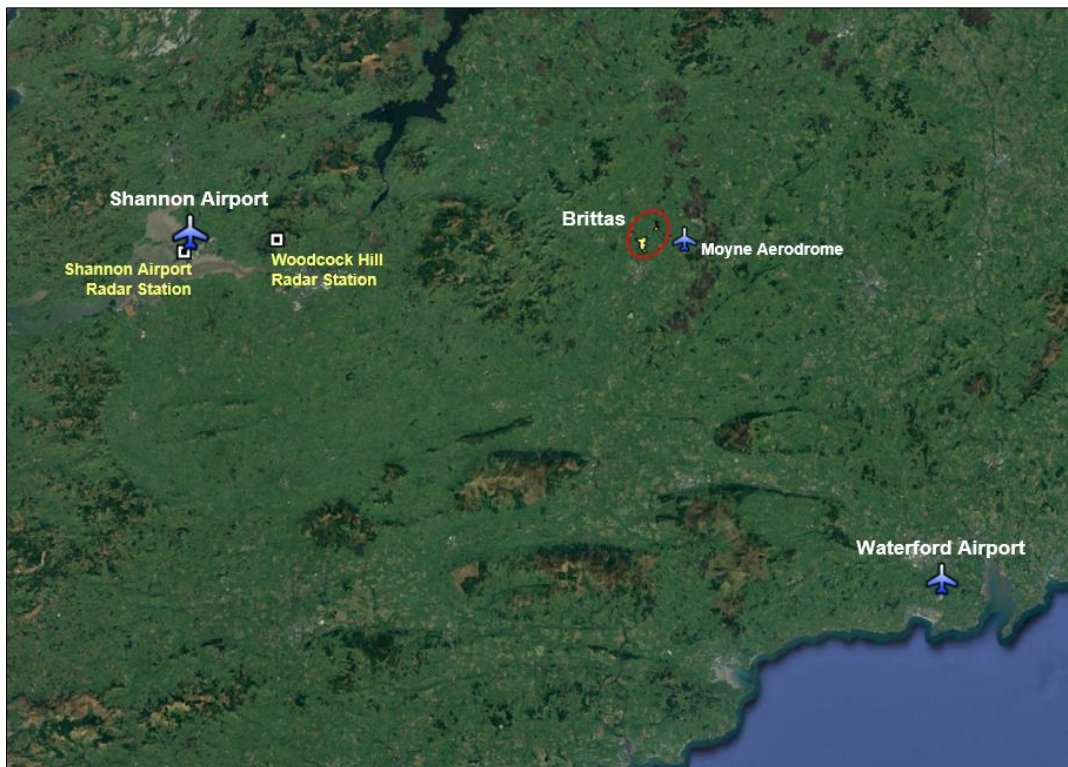 Shannon Airport
Shannon Airport
Radar Station
Woodcock Hill
Radar Station
Brittas
Moyne Aerodrome
Waterford Airport